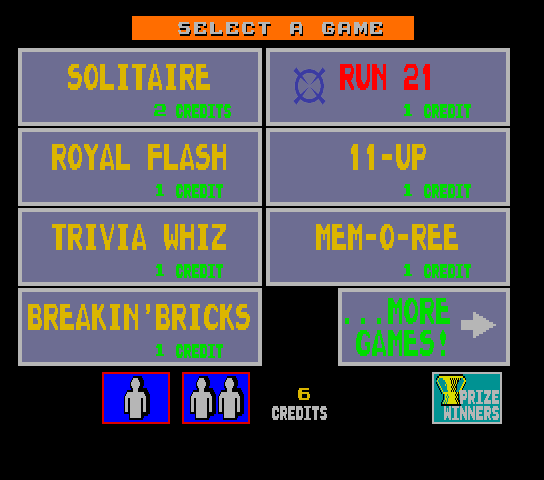 SELECT A GAME
SOLITAIRE
2 CREDITS
RUN 21
1 CREDIT
ROYAL FLASH
1 CREDIT
11-UP
1 CREDIT
TRIVIA WHIZ
1 CREDIT
MEM-O-REE
1 CREDIT
BREAKIN'BRICKS
1 CREDIT
...MORE
GAMES!
6
CREDITS
PRIZE
WINNERS